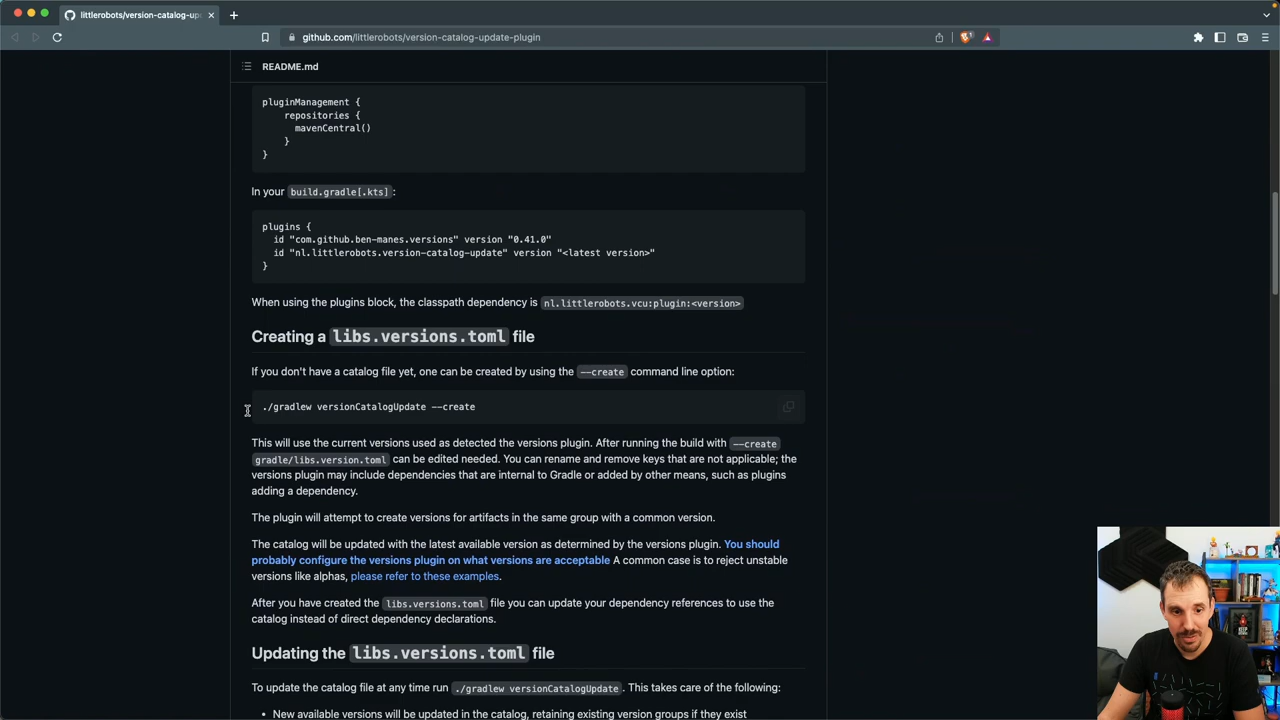 littlerobots/version-catalog-up
github.com/littlerobots/version-catalog-update-plugin
README.md
pluginManagement {
repositories {
mavenCentral()
}
}
In your build.gradle[.kts]:
plugins {
id "com.github.ben-manes.versions" version "0.41.0"
id "nl.littlerobots.version-catalog-update" version "<latest version>"
}
When using the plugins block, the classpath dependency is nl.littlerobots.vcu:plugin:<version>
Creating a libs.versions.toml file
If you don't have a catalog file yet, one can be created by using the --create command line option:
./gradlew versionCatalogUpdate --create
This will use the current versions used as detected the versions plugin. After running the build with --create
gradle/libs.version.toml can be edited needed. You can rename and remove keys that are not applicable; the
versions plugin may include dependencies that are internal to Gradle or added by other means, such as plugins
adding a dependency.
The plugin will attempt to create versions for artifacts in the same group with a common version.
The catalog will be updated with the latest available version as determined by the versions plugin. You should
probably configure the versions plugin on what versions are acceptable A common case is to reject unstable
versions like alphas, please refer to these examples.
After you have created the libs.versions.toml file you can update your dependency references to use the
catalog instead of direct dependency declarations.
Updating the libs.versions.toml file
To update the catalog file at any time run ./gradlew versionCatalogUpdate. This takes care of the following:
• New available versions will be updated in the catalog, retaining existing version groups if they exist